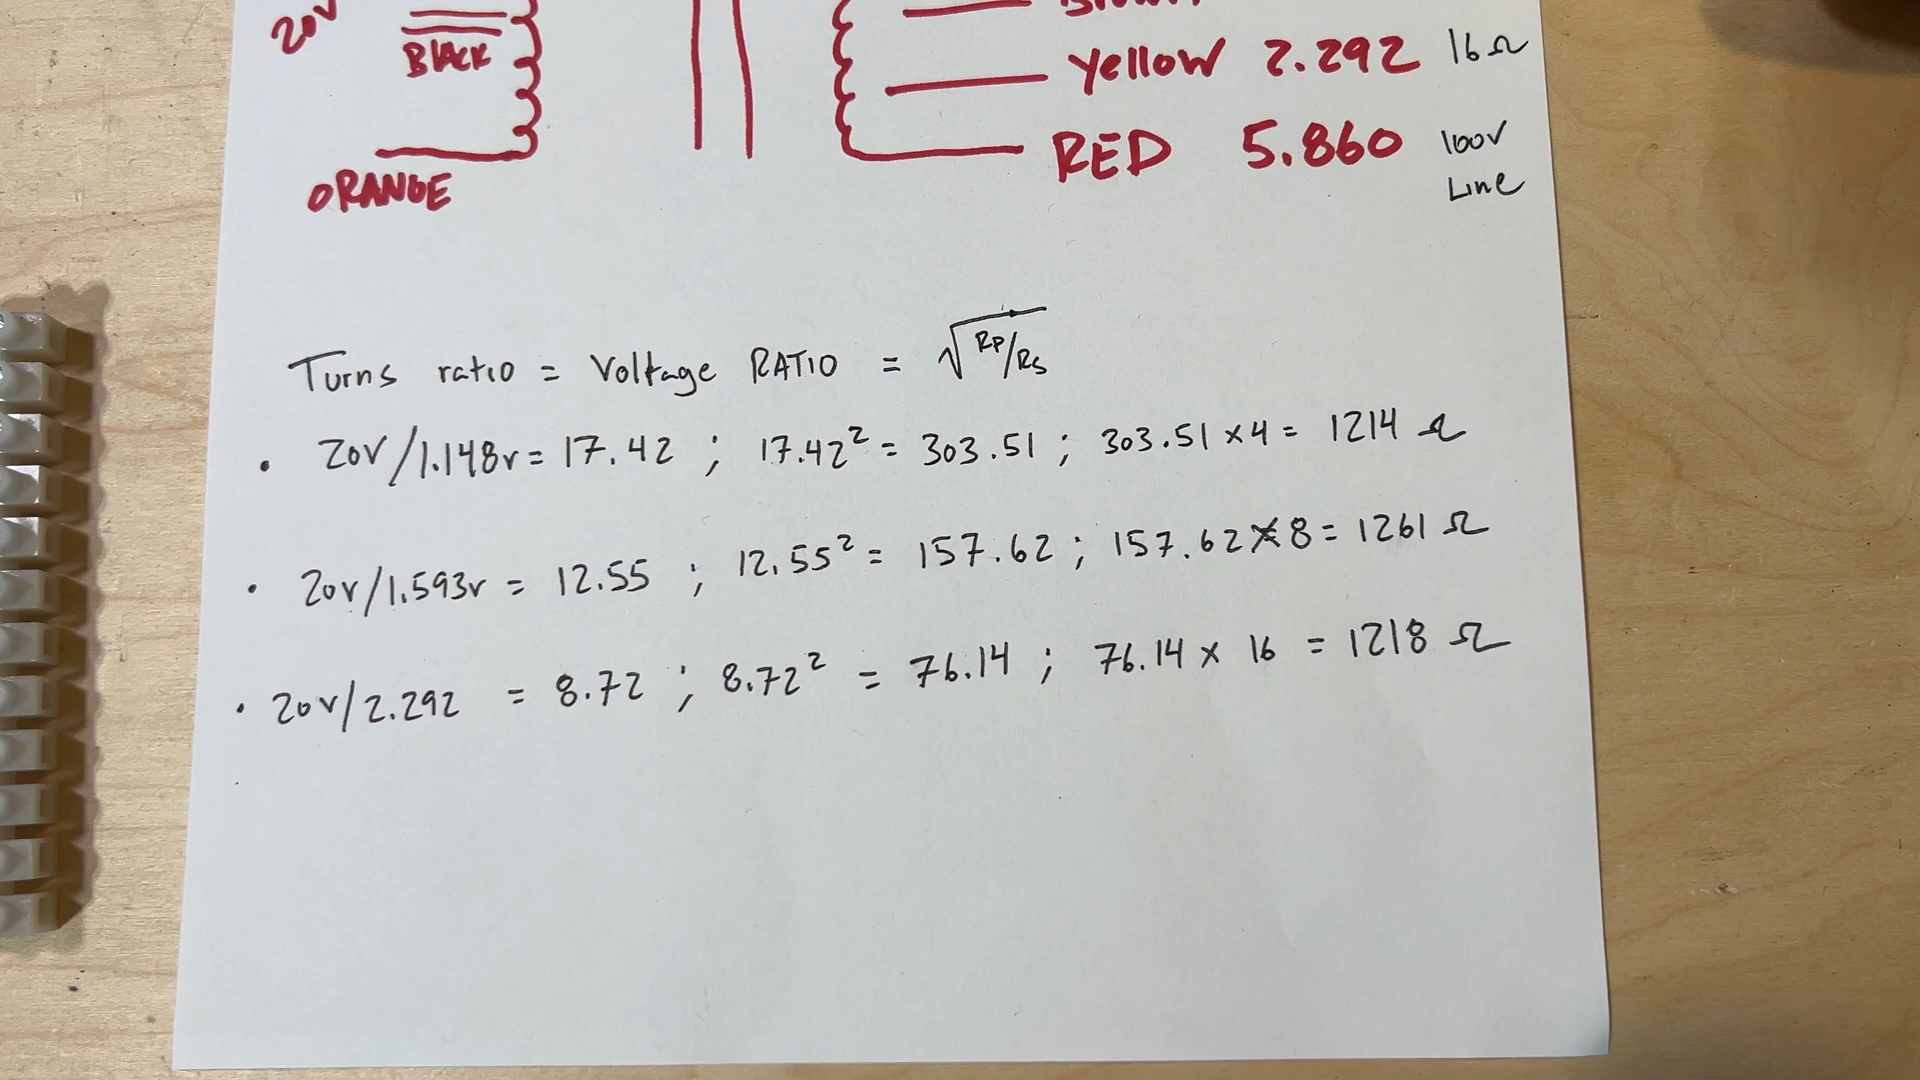 20V
BLACK
Yellow 2.292 16Ω
RED 5.860 100V Line
ORANGE
Turns ratio = Voltage RATIO = √RP/RS
• 20V/1.148v = 17.42 ; 17.42² = 303.51 ; 303.51 x 4 = 1214 Ω
• 20v/1.593v = 12.55 ; 12.55² = 157.62 ; 157.62 x 8 = 1261 Ω
• 20v/2.292 = 8.72 ; 8.72² = 76.14 ; 76.14 x 16 = 1218 Ω